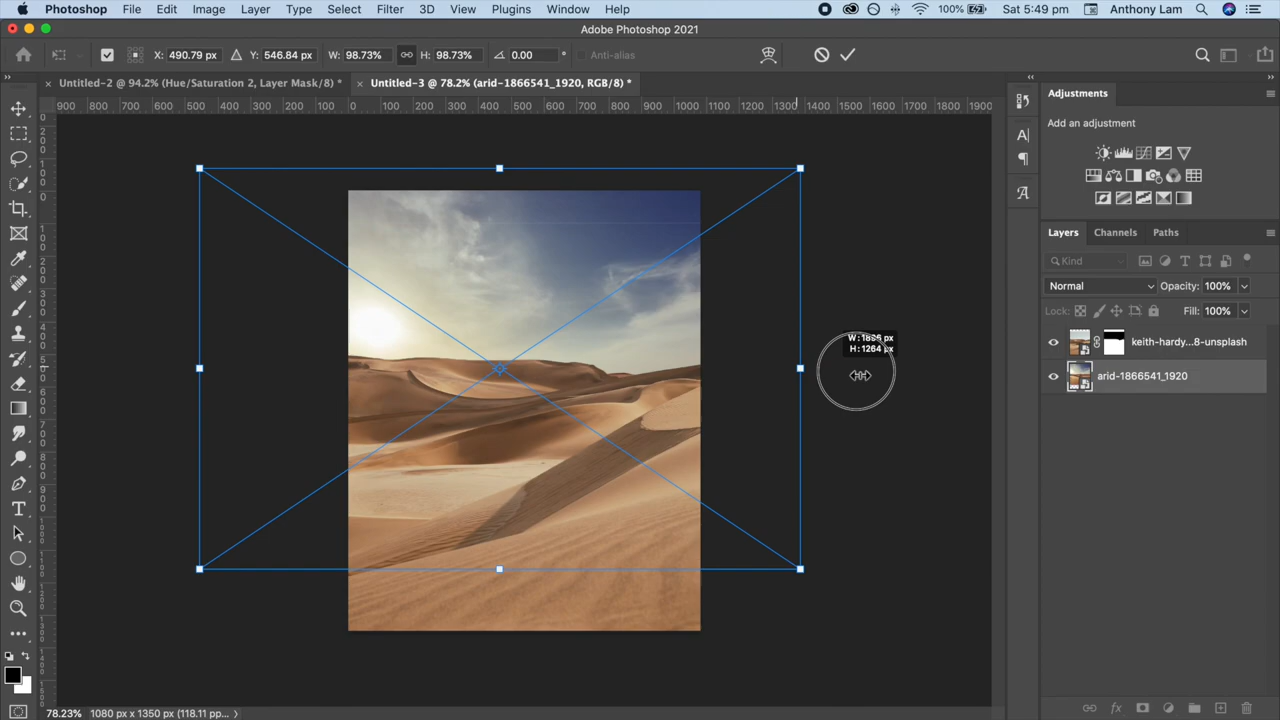 Photoshop File Edit Image Layer Type Select Filter 3D View Plugins Window Help 100% Sat 5:49 pm Anthony Lam
Adobe Photoshop 2021
X: 490.79 px Y: 546.84 px W: 98.73% H: 98.73% 0.00 ° Anti-alias
Untitled-2 @ 94.2% (Hue/Saturation 2, Layer Mask/8) * Untitled-3 @ 78.2% (arid-1866541_1920, RGB/8) *
900 800 700 600 500 400 300 200 100 0 100 200 300 400 500 600 700 800 900 1000 1100 1200 1300 1400 1500 1600 1700 1800 1900
Adjustments
Add an adjustment
Layers Channels Paths
Kind
Normal Opacity: 100%
Lock: Fill: 100%
keith-hardy...8-unsplash
arid-1866541_1920
H: 1264 px
78.23% 1080 px x 1350 px (118.11 pp...